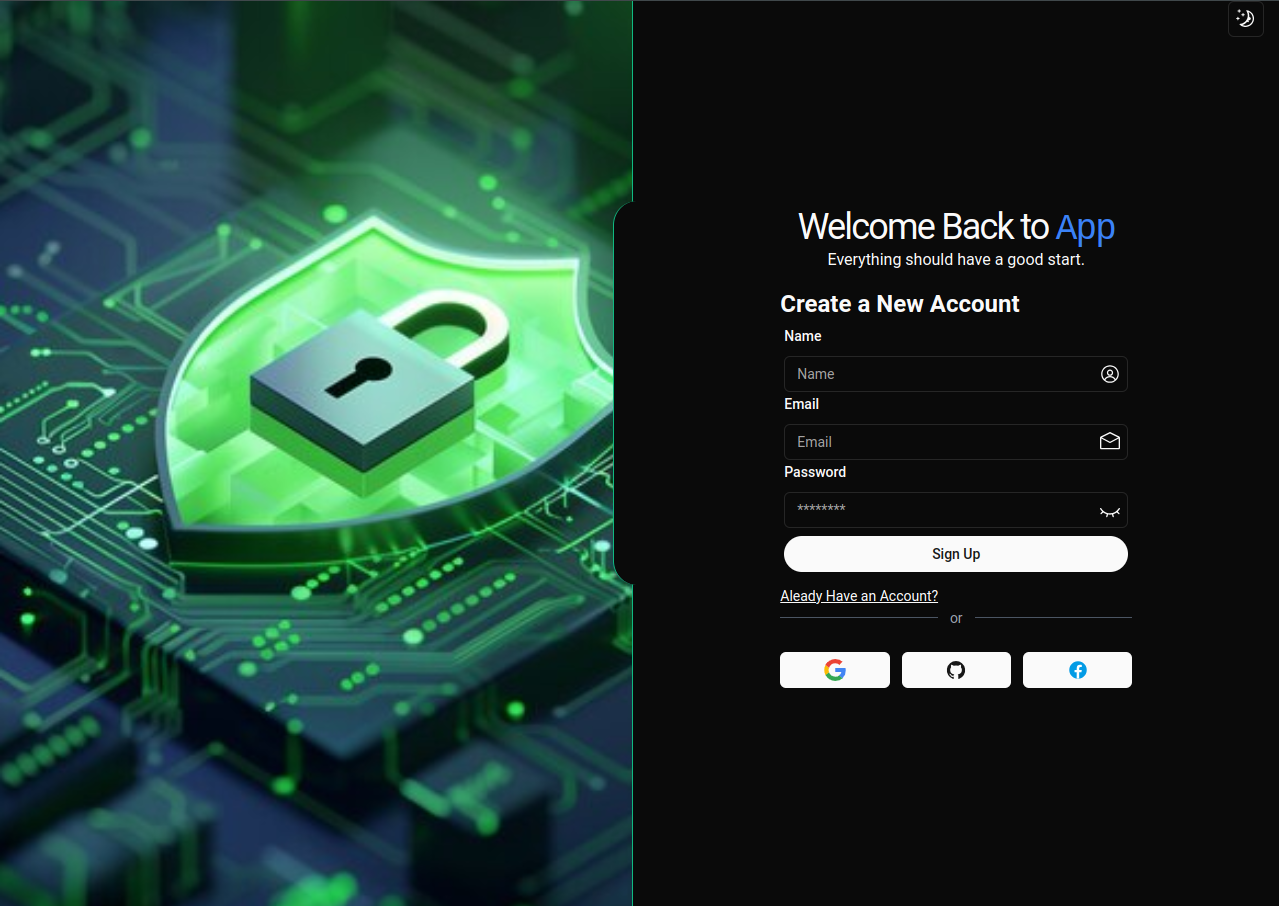 Welcome Back to App
Everything should have a good start.
Create a New Account
Name
Name
Email
Email
Password
********
Sign Up
Aleady Have an Account?
or